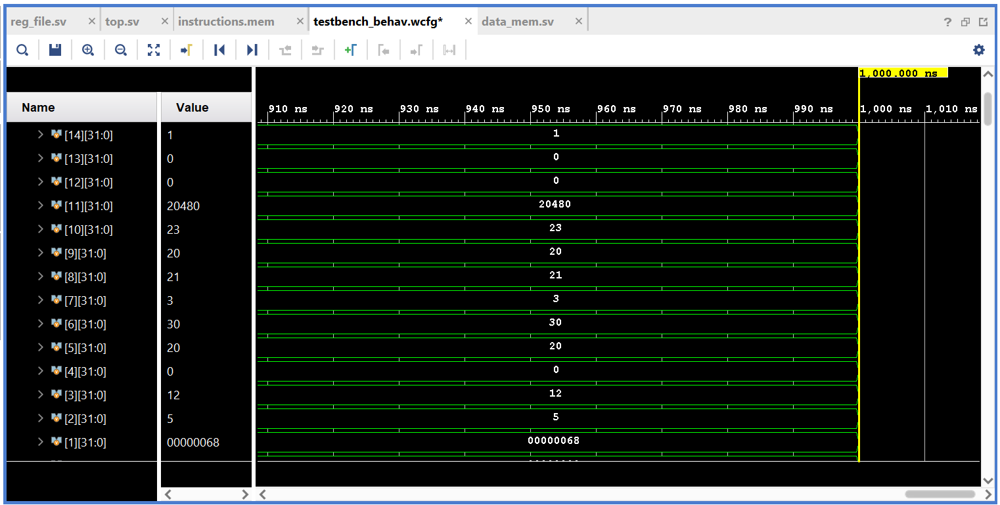 reg_file.sv top.sv instructions.mem testbench_behav.wcfg* data_mem.sv
1,000.000 ns
Name Value 910 ns 920 ns 930 ns 940 ns 950 ns 960 ns 970 ns 980 ns 990 ns 1,000 ns 1,010 ns
[14][31:0] 1 1
[13][31:0] 0 0
[12][31:0] 0 0
[11][31:0] 20480 20480
[10][31:0] 23 23
[9][31:0] 20 20
[8][31:0] 21 21
[7][31:0] 3 3
[6][31:0] 30 30
[5][31:0] 20 20
[4][31:0] 0 0
[3][31:0] 12 12
[2][31:0] 5 5
[1][31:0] 00000068 00000068